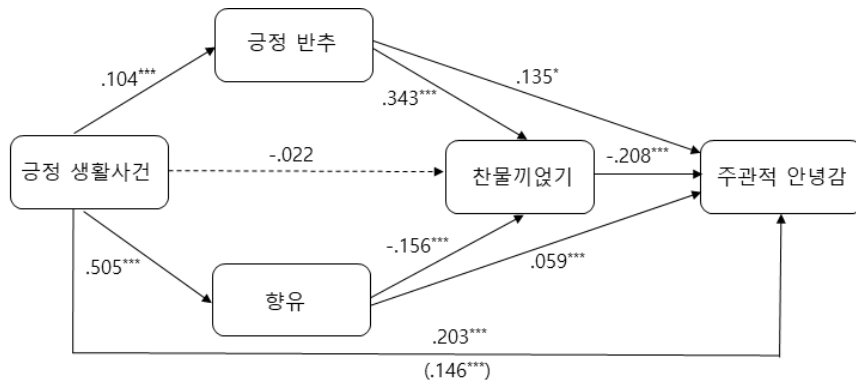 긍정 반추
.104***
.135*
.343***
긍정 생활사건
-.022
찬물끼얹기
-.208***
주관적 안녕감
.505***
-.156***
.059***
향유
.203***
(.146***)